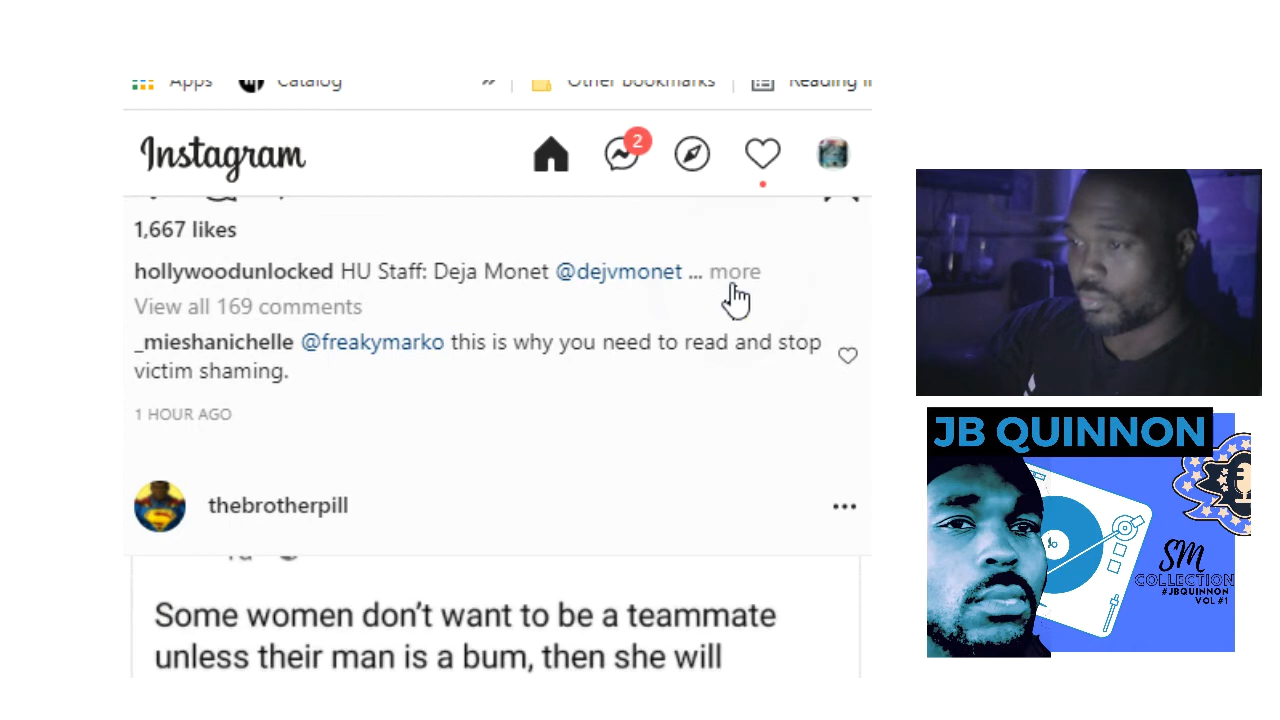 Apps Catalog » Other bookmarks Reading li
Instagram 2
1,667 likes
hollywoodunlocked HU Staff: Deja Monet @dejvmonet ... more
View all 169 comments
_mieshanichelle @freakymarko this is why you need to read and stop
victim shaming.
1 HOUR AGO
thebrotherpill
Some women don't want to be a teammate
unless their man is a bum, then she will
JB QUINNON
SM
COLLECTION
#JBQUINNON
VOL #1